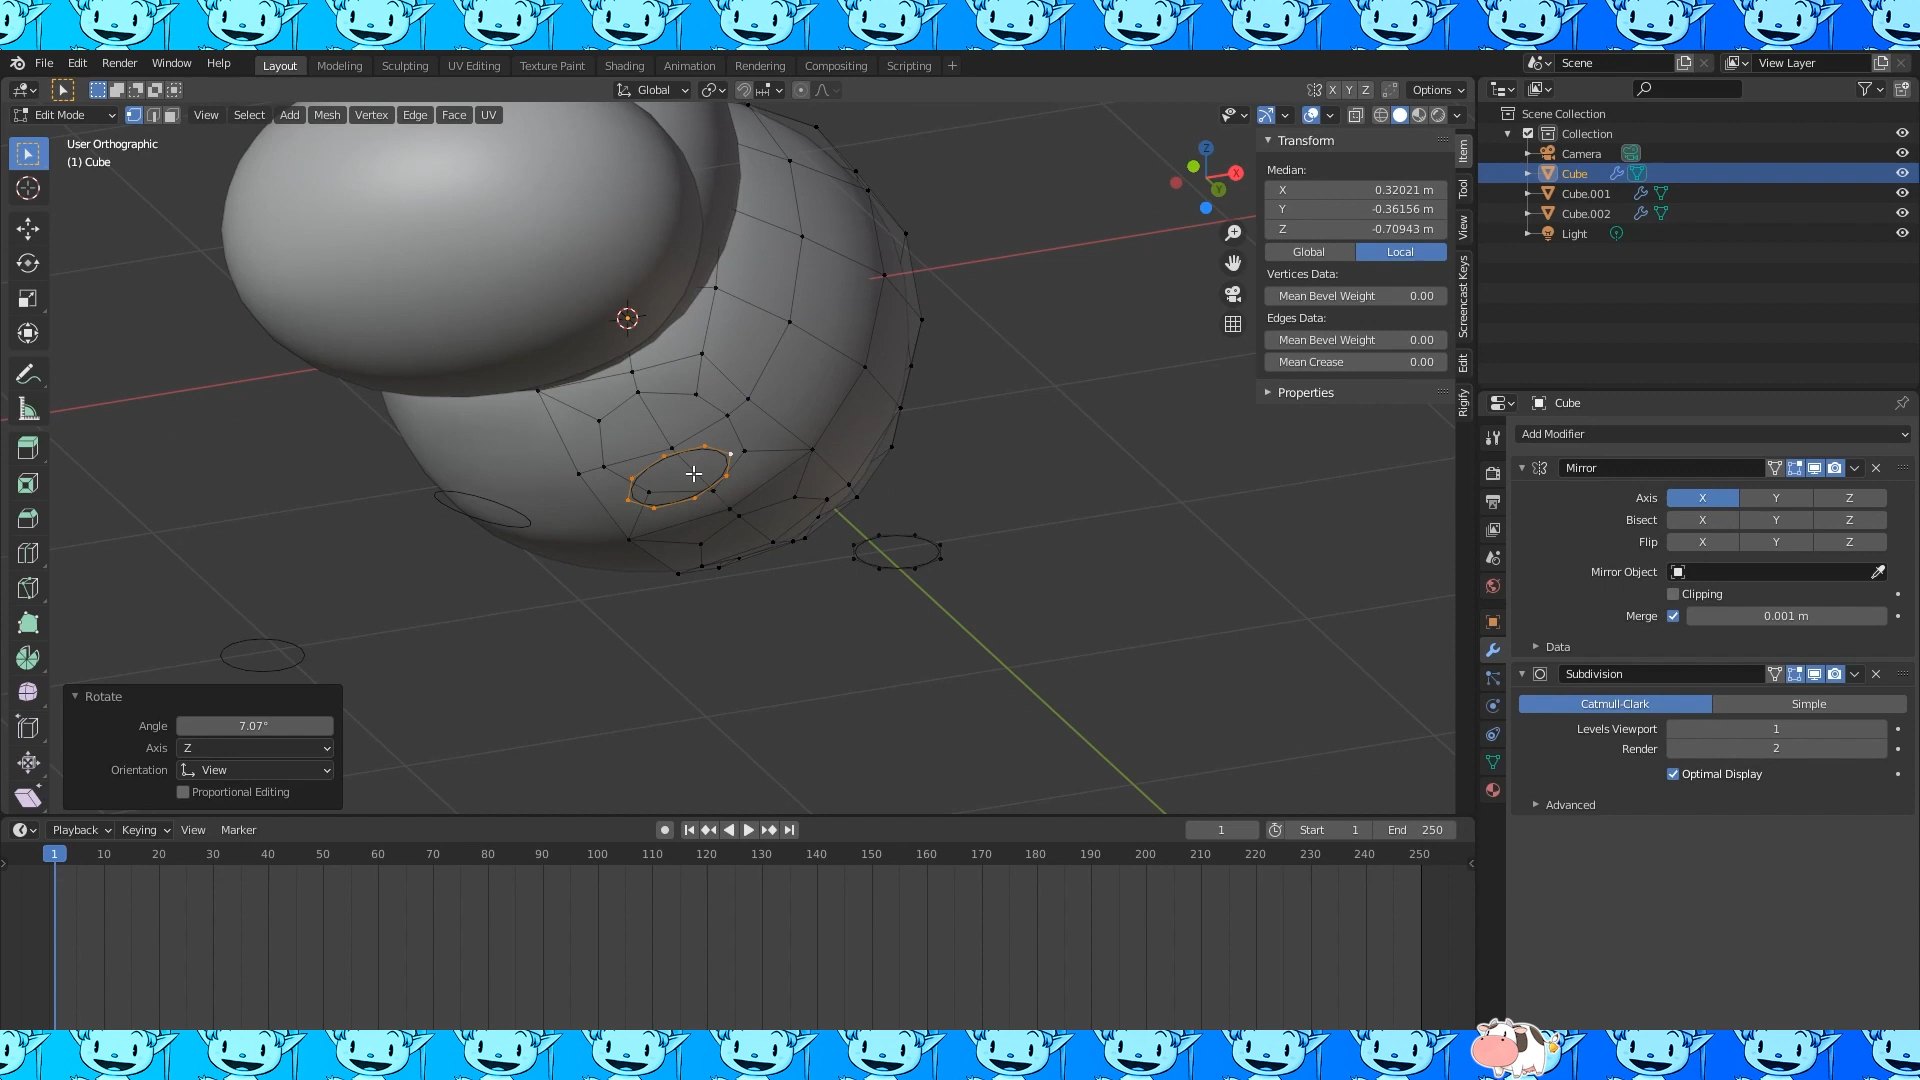 File Edit Render Window Help
Layout Modeling Sculpting UV Editing Texture Paint Shading Animation Rendering Compositing Scripting +
Scene
View Layer
Global
X Y Z
Options
Edit Mode
View Select Add Mesh Vertex Edge Face UV
User Orthographic
(1) Cube
Z
X
Y
Transform
Median:
X 0.32021 m
Y -0.36156 m
Z -0.70943 m
Global Local
Vertices Data:
Mean Bevel Weight 0.00
Edges Data:
Mean Bevel Weight 0.00
Mean Crease 0.00
Properties
Item
Tool
View
Screencast Keys
Edit
Rigify
Scene Collection
Collection
Camera
Cube
Cube.001
Cube.002
Light
Cube
Add Modifier
Mirror
Axis X Y Z
Bisect X Y Z
Flip X Y Z
Mirror Object
Clipping
Merge 0.001 m
Data
Subdivision
Catmull-Clark Simple
Levels Viewport 1
Render 2
Optimal Display
Advanced
Rotate
Angle 7.07°
Axis Z
Orientation View
Proportional Editing
Playback Keying View Marker
1
Start 1
End 250
1 10 20 30 40 50 60 70 80 90 100 110 120 130 140 150 160 170 180 190 200 210 220 230 240 250